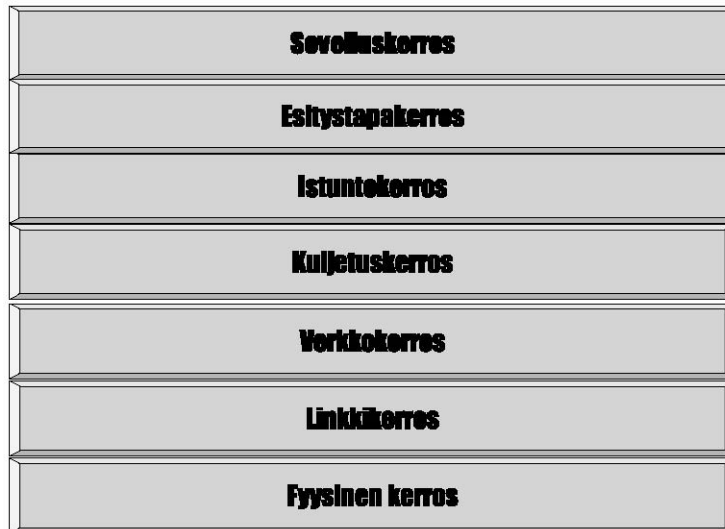 Sovelluskerros
Esitystapakerros
Istuntokerros
Kuljetuskerros
Verkkokerros
Linkkikerros
Fyysinen kerros